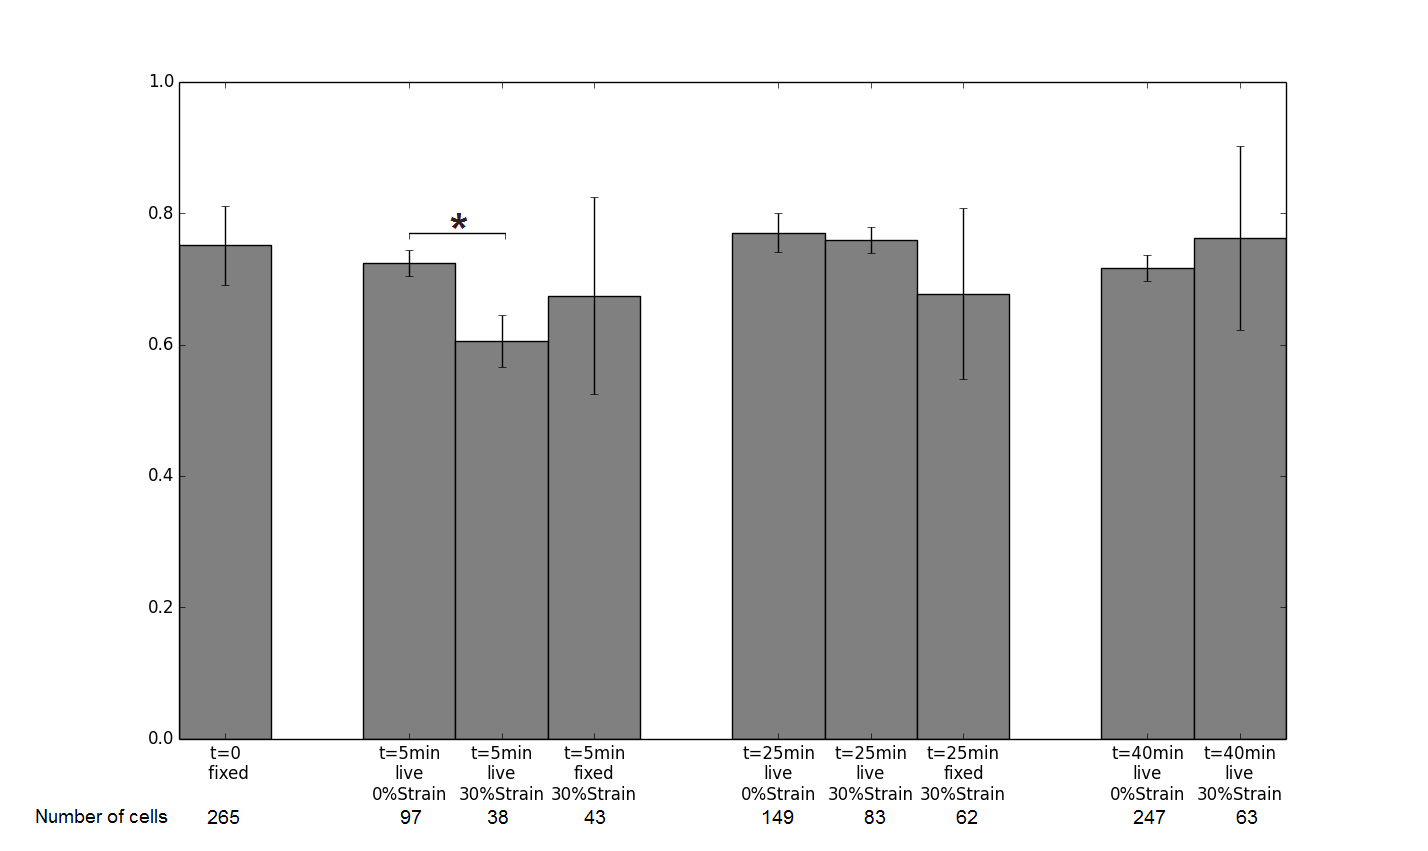 1.0
0.8
0.6
0.4
0.2
0.0
*
t=0 t=5min t=5min t=5min t=25min t=25min t=25min t=40min t=40min
fixed live live fixed live live fixed live live
0%Strain 30%Strain 30%Strain 0%Strain 30%Strain 30%Strain 0%Strain 30%Strain
Number of cells 265 97 38 43 149 83 62 247 63